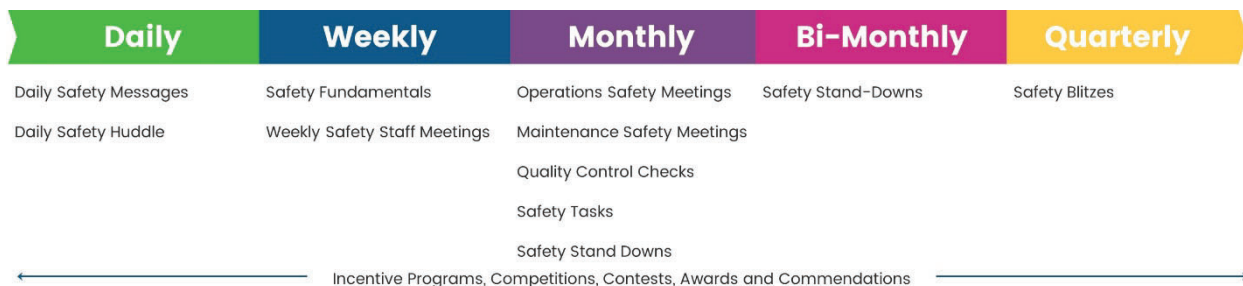 Daily Weekly Monthly Bi-Monthly Quarterly
Daily Safety Messages Safety Fundamentals Operations Safety Meetings Safety Stand-Downs Safety Blitzes
Daily Safety Huddle Weekly Safety Staff Meetings Maintenance Safety Meetings
Quality Control Checks
Safety Tasks
Safety Stand Downs
Incentive Programs, Competitions, Contests, Awards and Commendations